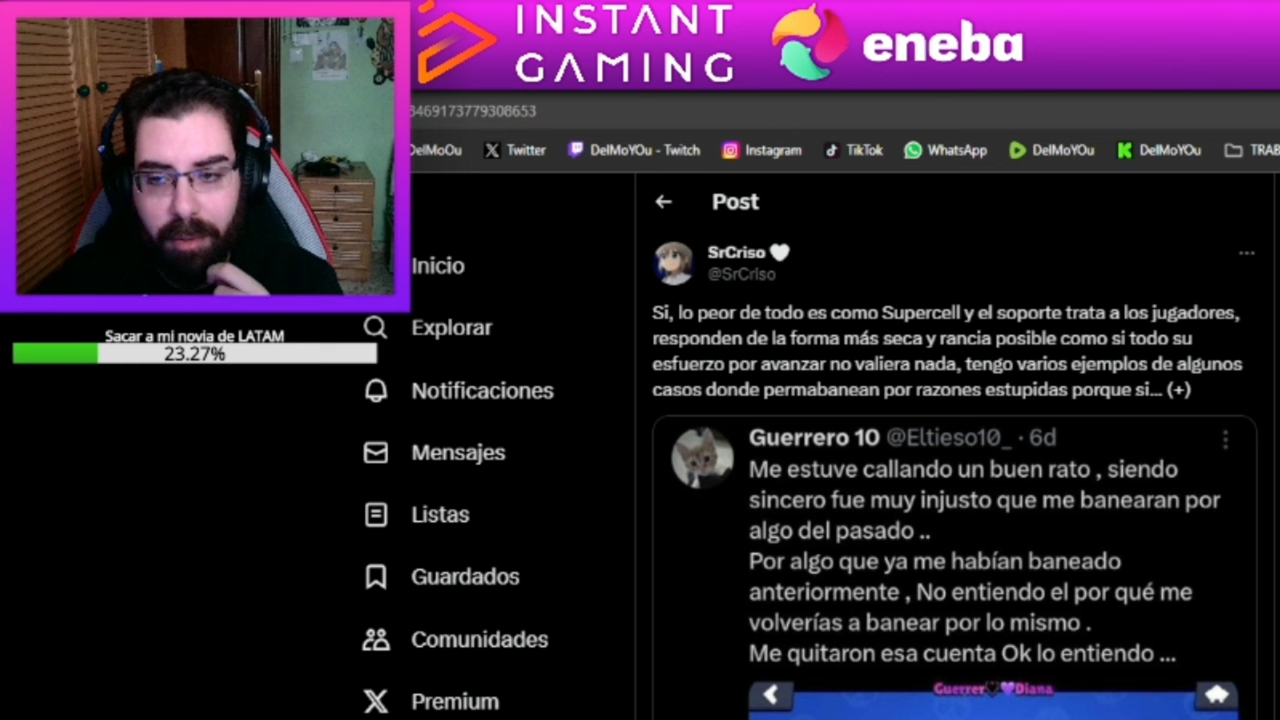 INSTANT
GAMING
eneba
3469173779308653
DelMoOu
Twitter
DelMoYOu - Twitch
Instagram
TikTok
WhatsApp
DelMoYOu
DelMoYOu
TRAB
Post
SrCriso
@SrCriso
Si, lo peor de todo es como Supercell y el soporte trata a los jugadores,
responden de la forma más seca y rancia posible como si todo su
esfuerzo por avanzar no valiera nada, tengo varios ejemplos de algunos
casos donde permabanean por razones estupidas porque si... (+)
Guerrero 10 @Eltieso10_ · 6d
Me estuve callando un buen rato , siendo
sincero fue muy injusto que me banearan por
algo del pasado ..
Por algo que ya me habían baneado
anteriormente , No entiendo el por qué me
volverías a banear por lo mismo .
Me quitaron esa cuenta Ok lo entiendo ...
Guerrer🖤💜Diana
Inicio
Explorar
Notificaciones
Mensajes
Listas
Guardados
Comunidades
Premium
Sacar a mi novia de LATAM
23.27%